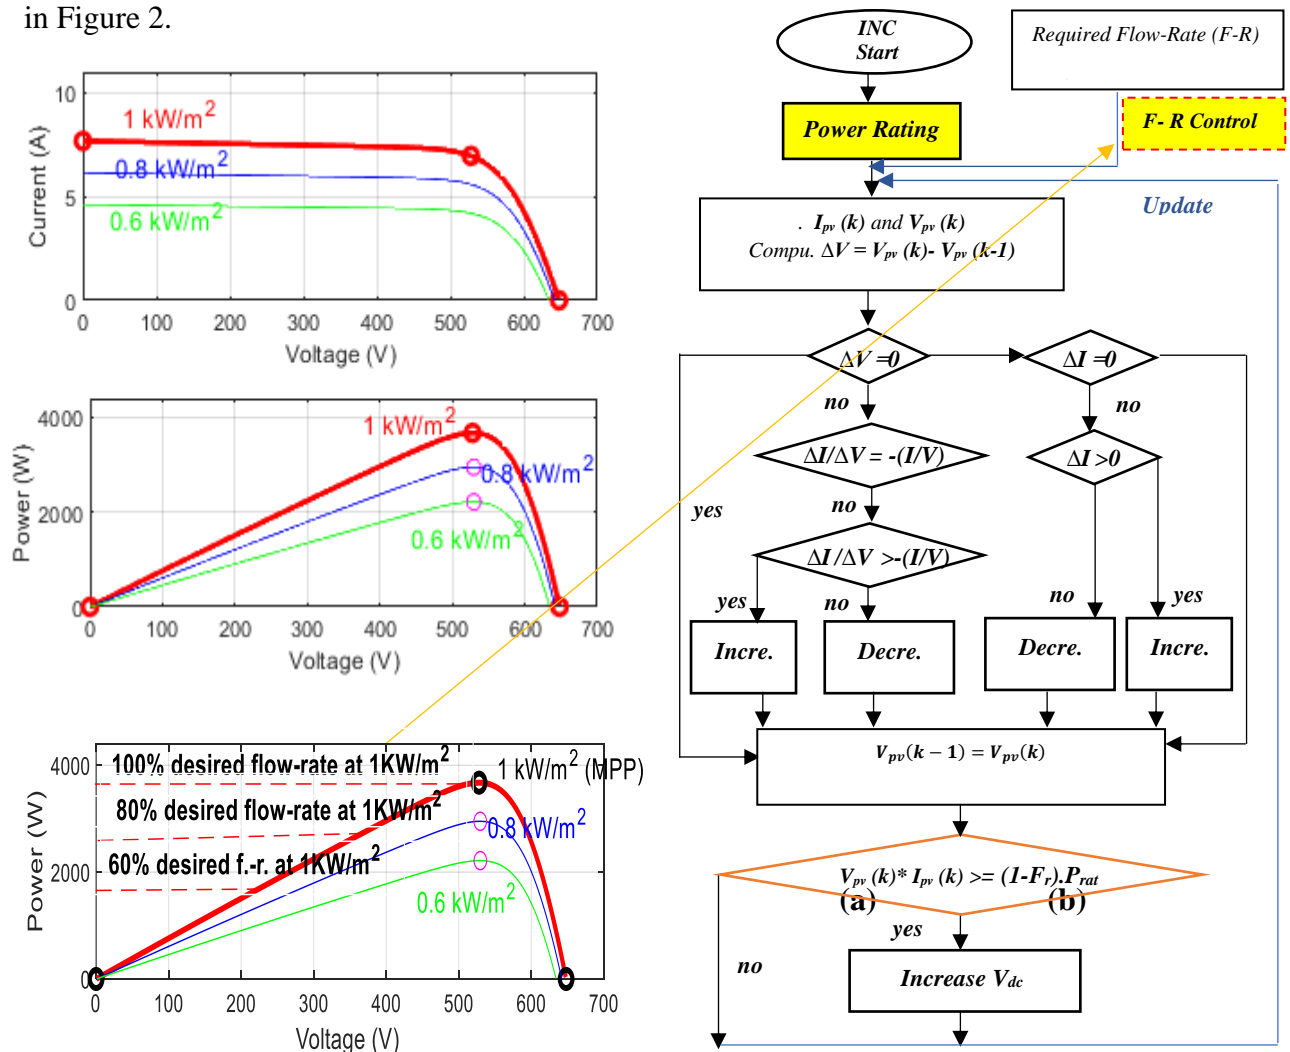 in Figure 2.
10
5
0
Current (A)
1 kW/m²
0.8 kW/m²
0.6 kW/m²
0 100 200 300 400 500 600 700
Voltage (V)
4000
2000
0
Power (W)
1 kW/m²
0.8 kW/m²
0.6 kW/m²
0 100 200 300 400 500 600 700
Voltage (V)
4000
2000
0
Power (W)
100% desired flow-rate at 1KW/m²
1 kW/m² (MPP)
80% desired flow-rate at 1KW/m²
0.8 kW/m²
60% desired f.-r. at 1KW/m²
0.6 kW/m²
0 100 200 300 400 500 600 700
Voltage (V)
INC
Start
Required Flow-Rate (F-R)
Power Rating
F- R Control
Update
. Ipv (k) and Vpv (k)
Compu. ΔV = Vpv (k)- Vpv (k-1)
ΔV =0
ΔI =0
no
no
ΔI/ΔV = -(I/V)
ΔI >0
yes
no
ΔI /ΔV >-(I/V)
yes
no
no
yes
Incre.
Decre.
Decre.
Incre.
Vpv(k − 1) = Vpv(k)
Vpv (k)* Ipv (k) >= (1-Fr).Prat
(a)
(b)
yes
no
Increase Vdc